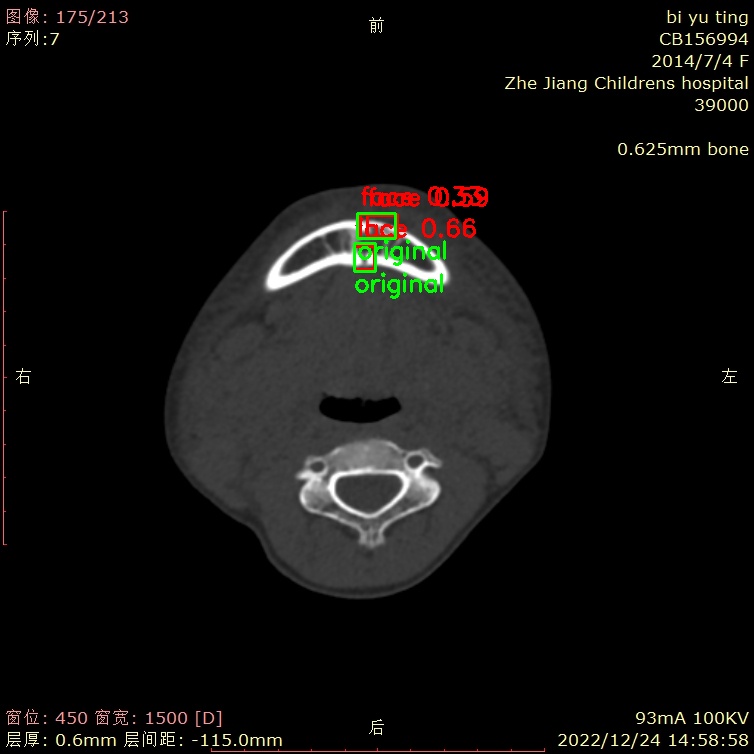 图像: 175/213
序列:7
前
bi yu ting
CB156994
2014/7/4 F
Zhe Jiang Childrens hospital
39000
0.625mm bone
face 0.66
original
original
右
左
窗位: 450 窗宽: 1500 [D]
层厚: 0.6mm 层间距: -115.0mm
后
93mA 100KV
2022/12/24 14:58:58